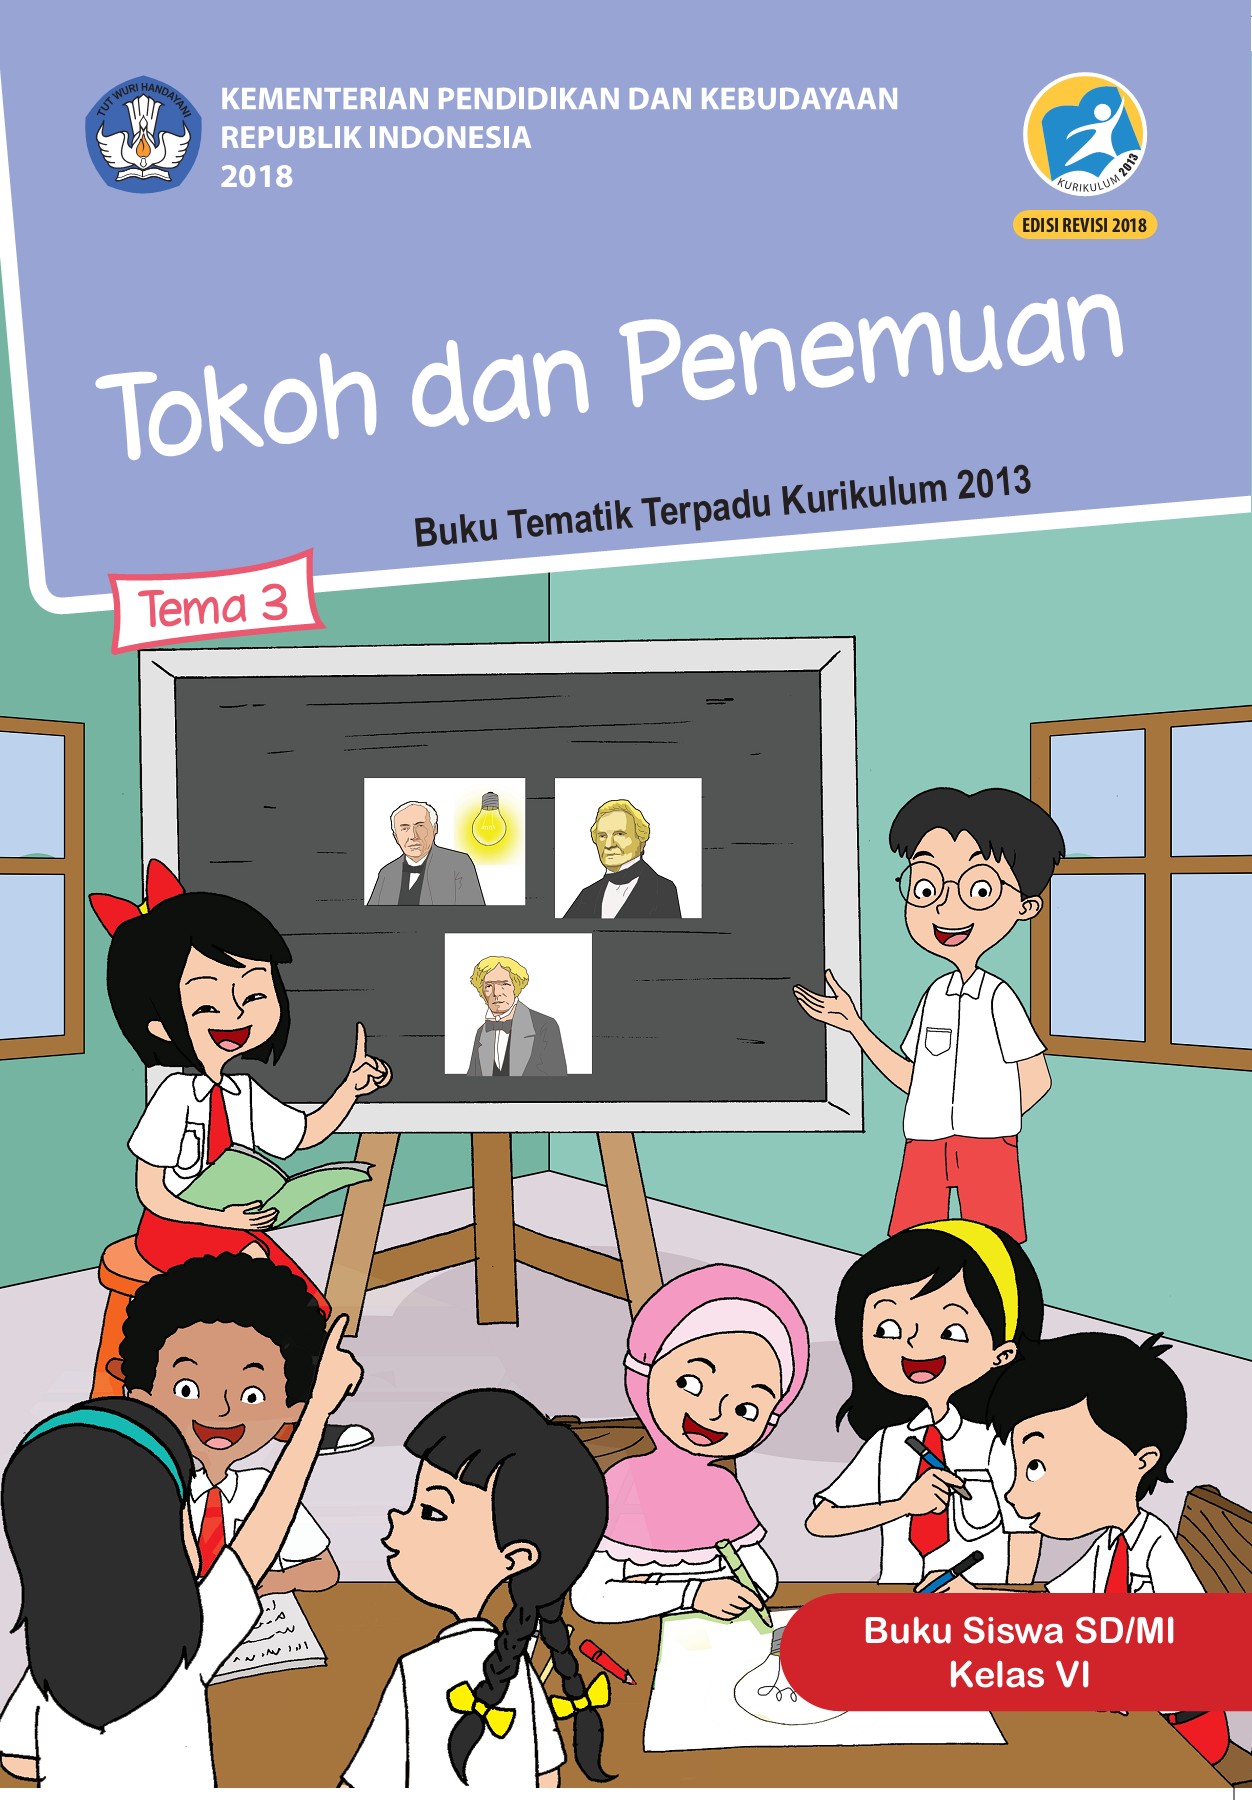 TUT WURI HANDAYANI
KEMENTERIAN PENDIDIKAN DAN KEBUDAYAAN
REPUBLIK INDONESIA
2018
KURIKULUM 2013
EDISI REVISI 2018
Tokoh dan Penemuan
Buku Tematik Terpadu Kurikulum 2013
Tema 3
Buku Siswa SD/MI
Kelas VI